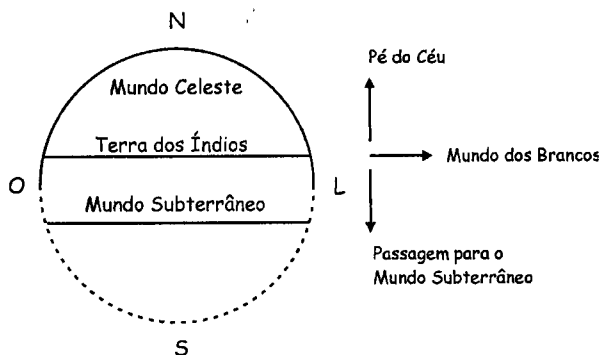 N
Mundo Celeste
Terra dos Índios
O
Mundo Subterrâneo
L
S
Pé do Céu
Mundo dos Brancos
Passagem para o
Mundo Subterrâneo